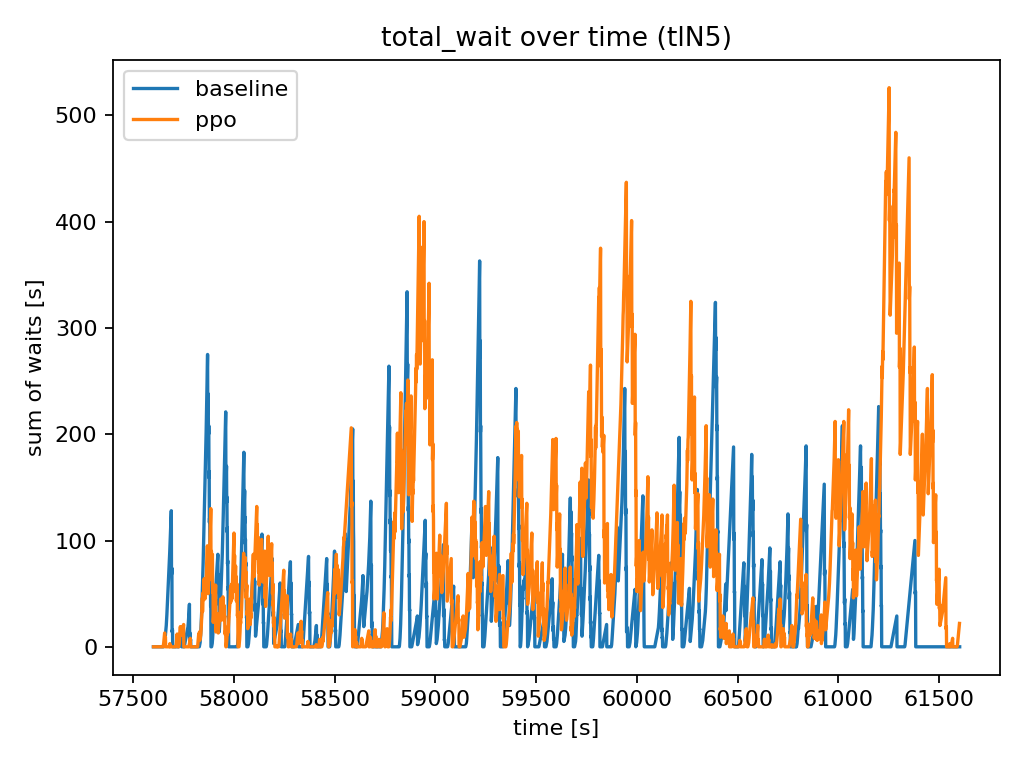 total_wait over time (tlN5)
baseline
ppo
sum of waits [s]
500
400
300
200
100
0
57500 58000 58500 59000 59500 60000 60500 61000 61500
time [s]